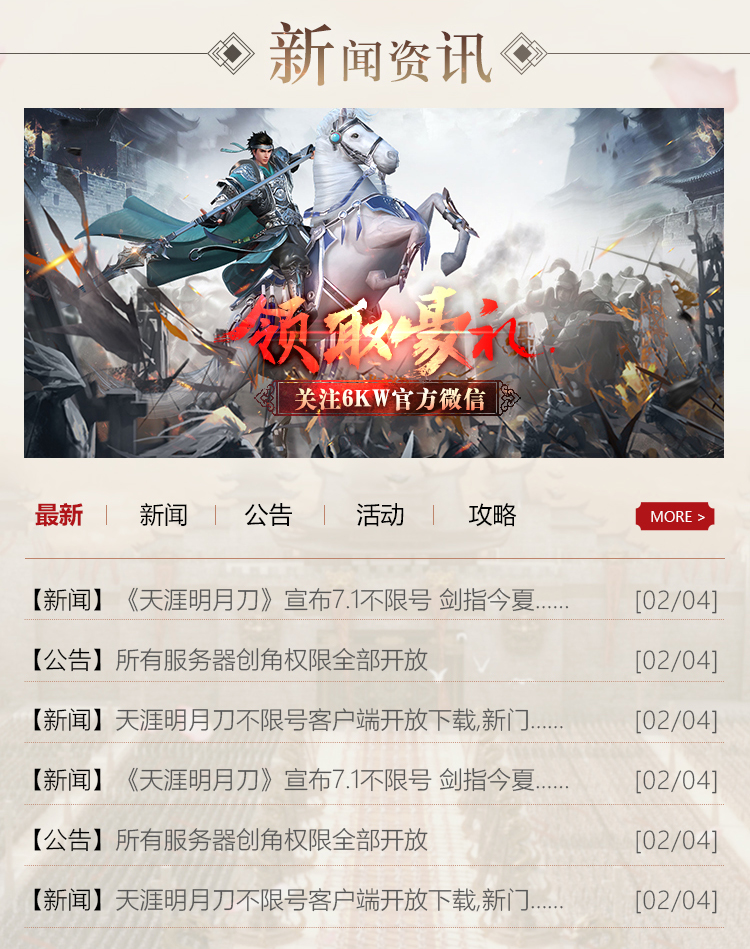 新闻资讯
领取豪礼
关注6KW官方微信
最新 新闻 公告 活动 攻略 MORE >
【新闻】《天涯明月刀》宣布7.1不限号 剑指今夏...... [02/04]
【公告】所有服务器创角权限全部开放 [02/04]
【新闻】天涯明月刀不限号客户端开放下载,新门...... [02/04]
【新闻】《天涯明月刀》宣布7.1不限号 剑指今夏...... [02/04]
【公告】所有服务器创角权限全部开放 [02/04]
【新闻】天涯明月刀不限号客户端开放下载,新门...... [02/04]